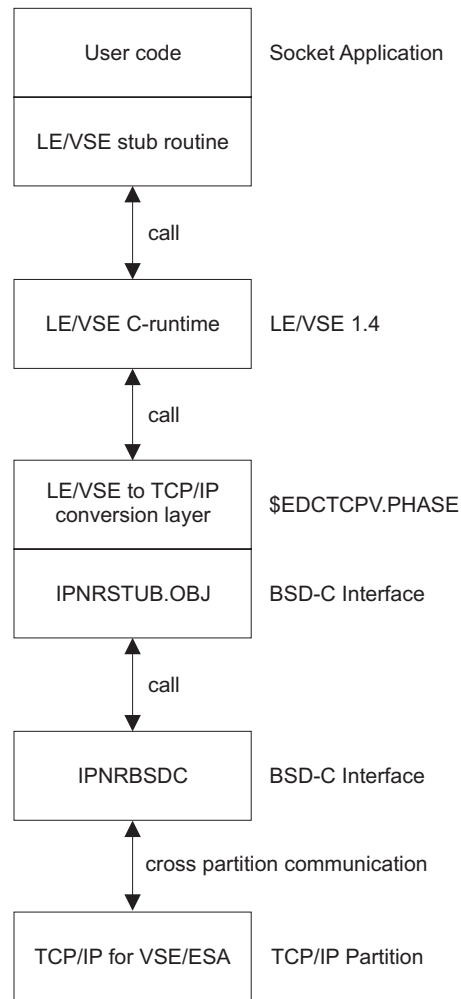 User code
Socket Application
LE/VSE stub routine
call
LE/VSE C-runtime
LE/VSE 1.4
call
LE/VSE to TCP/IP
conversion layer
$EDCTCPV.PHASE
IPNRSTUB.OBJ
BSD-C Interface
call
IPNRBSDC
BSD-C Interface
cross partition communication
TCP/IP for VSE/ESA
TCP/IP Partition